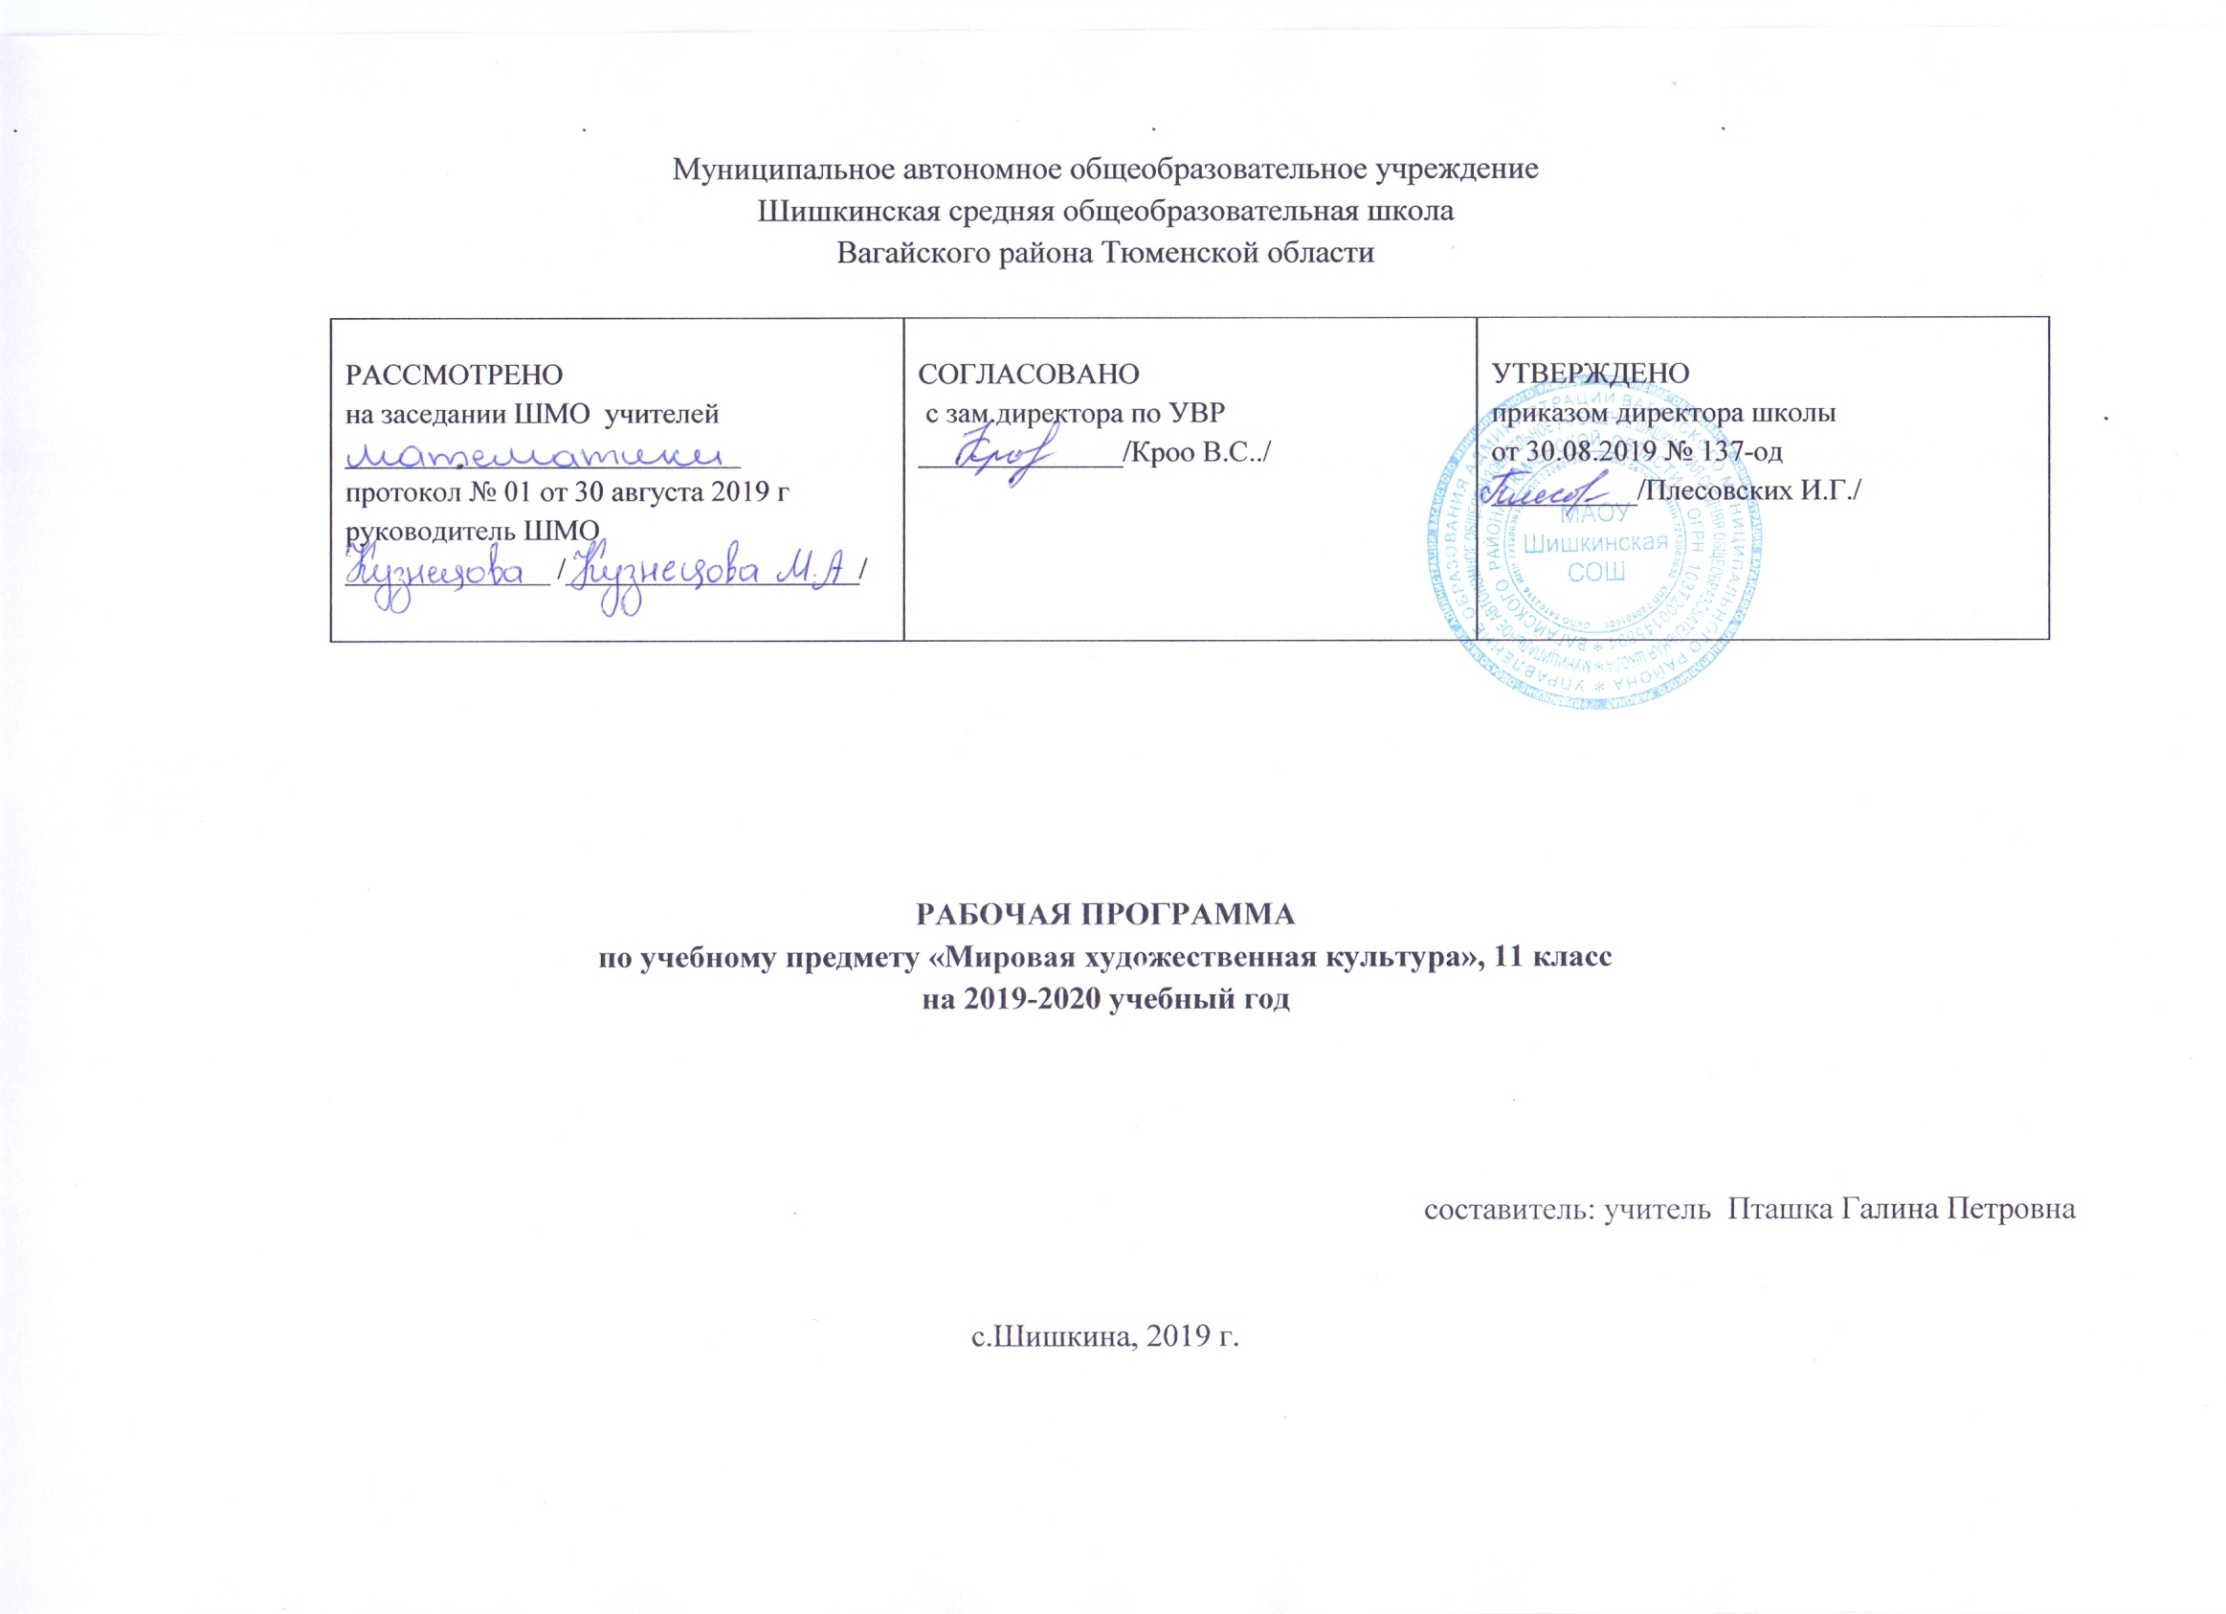 Муниципальное автономное общеобразовательное учреждение
Шишкинская средняя общеобразовательная школа
Вагайского района Тюменской области
РАССМОТРЕНО
на заседании ШМО  учителей
математики
протокол № 01 от 30 августа 2019 г
руководитель ШМО
Кузнецова / Кузнецова М.А /
СОГЛАСОВАНО
с зам.директора по УВР
/Кроо В.С../
УТВЕРЖДЕНО
приказом директора школы
от 30.08.2019 № 137-од
/Плесовских И.Г./
МАОУ
Шишкинская
СОШ
РАБОЧАЯ ПРОГРАММА
по учебному предмету «Мировая художественная культура», 11 класс
на 2019-2020 учебный год
составитель: учитель  Пташка Галина Петровна
с.Шишкина, 2019 г.